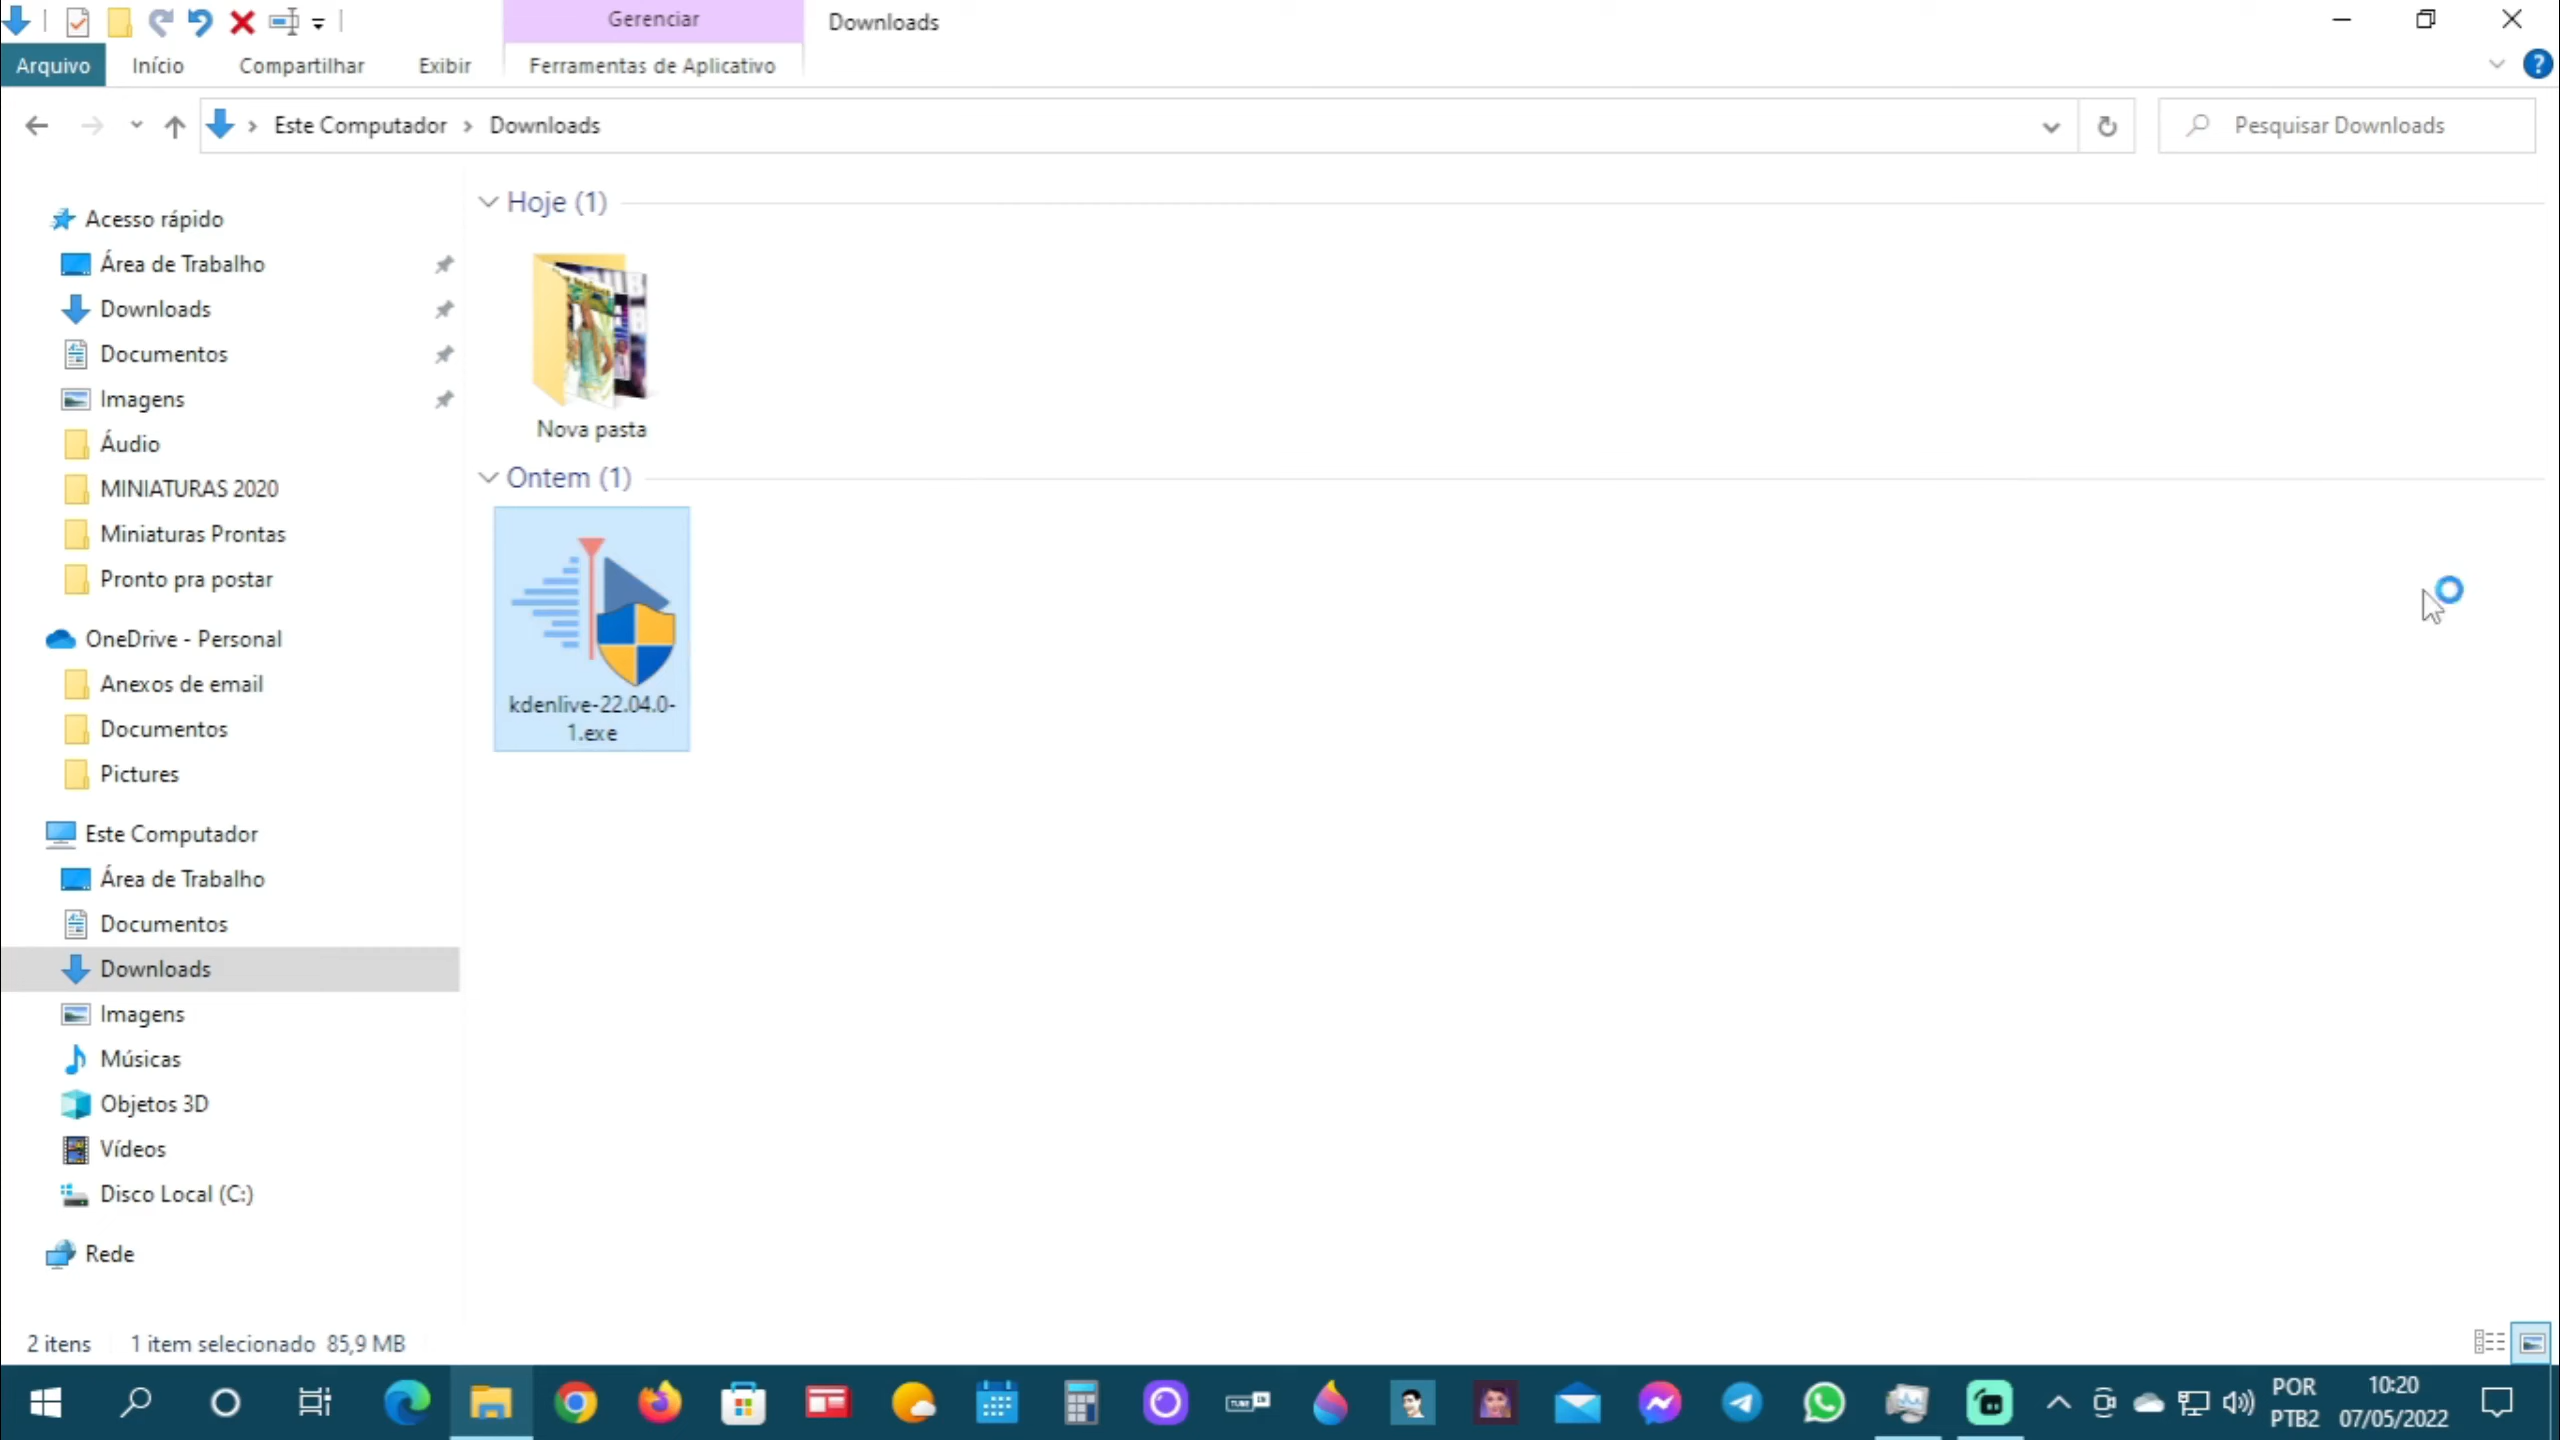 Gerenciar
Downloads
Arquivo
Início
Compartilhar
Exibir
Ferramentas de Aplicativo
Este Computador
Downloads
Pesquisar Downloads
Acesso rápido
Área de Trabalho
Downloads
Documentos
Imagens
Áudio
MINIATURAS 2020
Miniaturas Prontas
Pronto pra postar
OneDrive - Personal
Anexos de email
Documentos
Pictures
Este Computador
Área de Trabalho
Documentos
Downloads
Imagens
Músicas
Objetos 3D
Vídeos
Disco Local (C:)
Rede
Hoje (1)
Nova pasta
Ontem (1)
kdenlive-22.04.0-
1.exe
2 itens
1 item selecionado 85,9 MB
POR
PTB2
10:20
07/05/2022